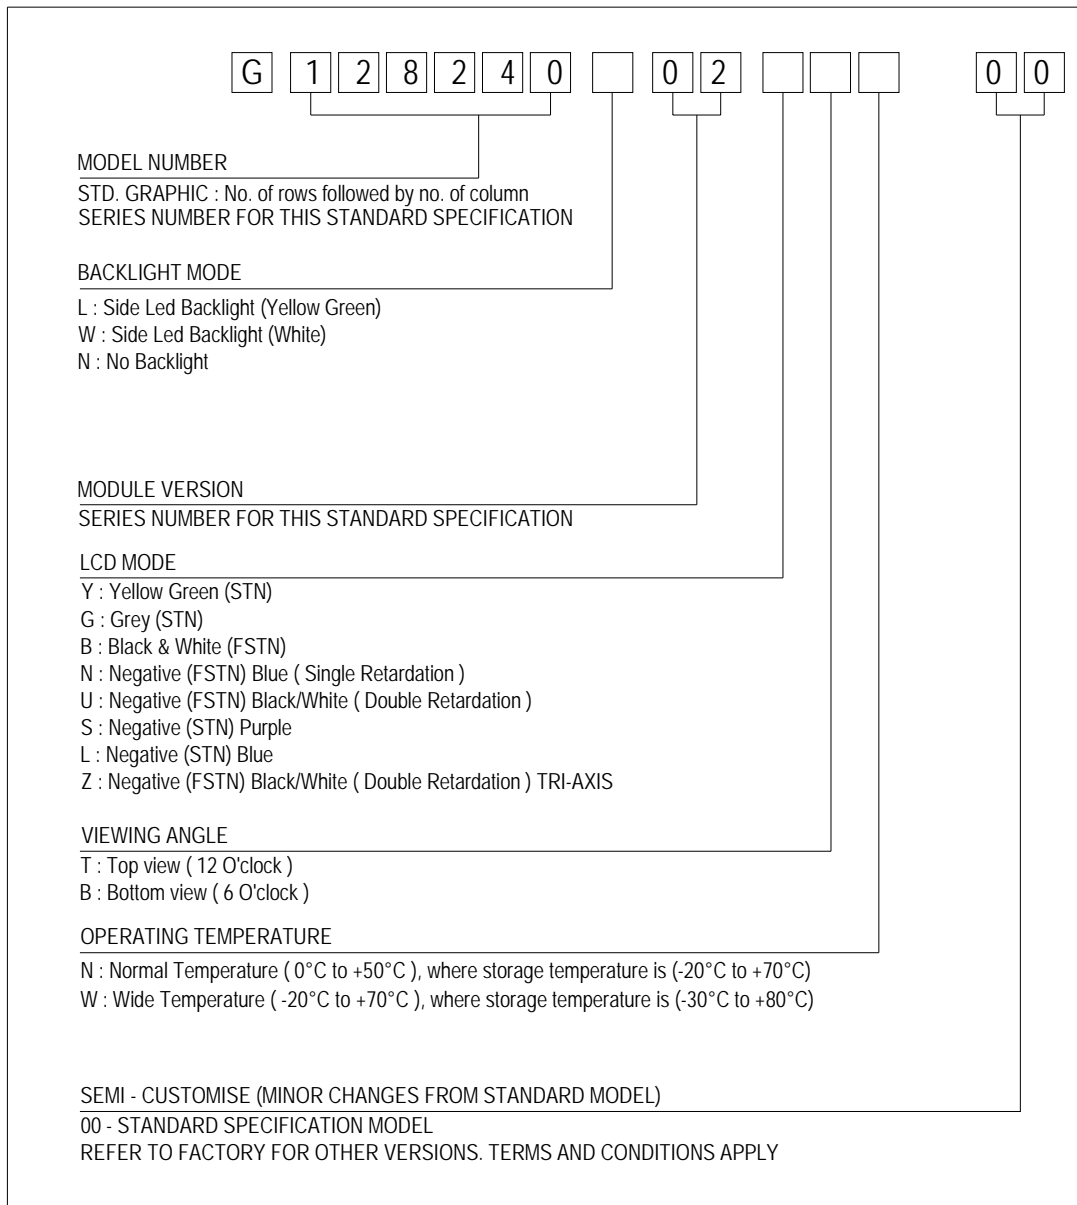 G 1 2 8 2 4 0 0 2 0 0
MODEL NUMBER
STD. GRAPHIC : No. of rows followed by no. of column
SERIES NUMBER FOR THIS STANDARD SPECIFICATION
BACKLIGHT MODE
L : Side Led Backlight (Yellow Green)
W : Side Led Backlight (White)
N : No Backlight
MODULE VERSION
SERIES NUMBER FOR THIS STANDARD SPECIFICATION
LCD MODE
Y : Yellow Green (STN)
G : Grey (STN)
B : Black & White (FSTN)
N : Negative (FSTN) Blue ( Single Retardation )
U : Negative (FSTN) Black/White ( Double Retardation )
S : Negative (STN) Purple
L : Negative (STN) Blue
Z : Negative (FSTN) Black/White ( Double Retardation ) TRI-AXIS
VIEWING ANGLE
T : Top view ( 12 O'clock )
B : Bottom view ( 6 O'clock )
OPERATING TEMPERATURE
N : Normal Temperature ( 0°C to +50°C ), where storage temperature is (-20°C to +70°C)
W : Wide Temperature ( -20°C to +70°C ), where storage temperature is (-30°C to +80°C)
SEMI - CUSTOMISE (MINOR CHANGES FROM STANDARD MODEL)
00 - STANDARD SPECIFICATION MODEL
REFER TO FACTORY FOR OTHER VERSIONS. TERMS AND CONDITIONS APPLY